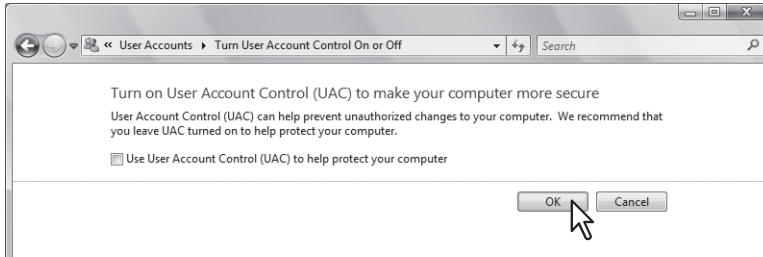 « User Accounts ▸ Turn User Account Control On or Off
Search
Turn on User Account Control (UAC) to make your computer more secure
User Account Control (UAC) can help prevent unauthorized changes to your computer. We recommend that
you leave UAC turned on to help protect your computer.
Use User Account Control (UAC) to help protect your computer
OK
Cancel